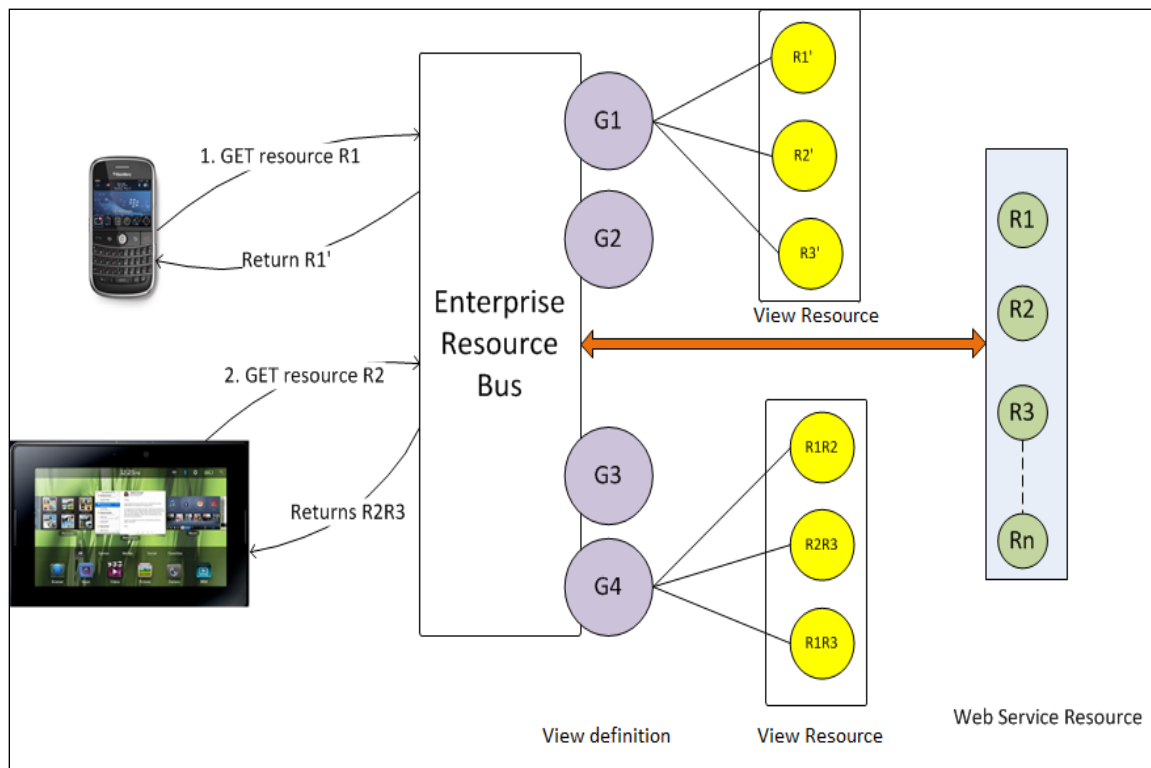 R1'
G1
1. GET resource R1
R2'
R1
G2
R3'
Return R1'
Enterprise
Resource
Bus
View Resource
R2
2. GET resource R2
R3
R1R2
G3
Returns R2R3
R2R3
Rn
G4
R1R3
Web Service Resource
View definition
View Resource